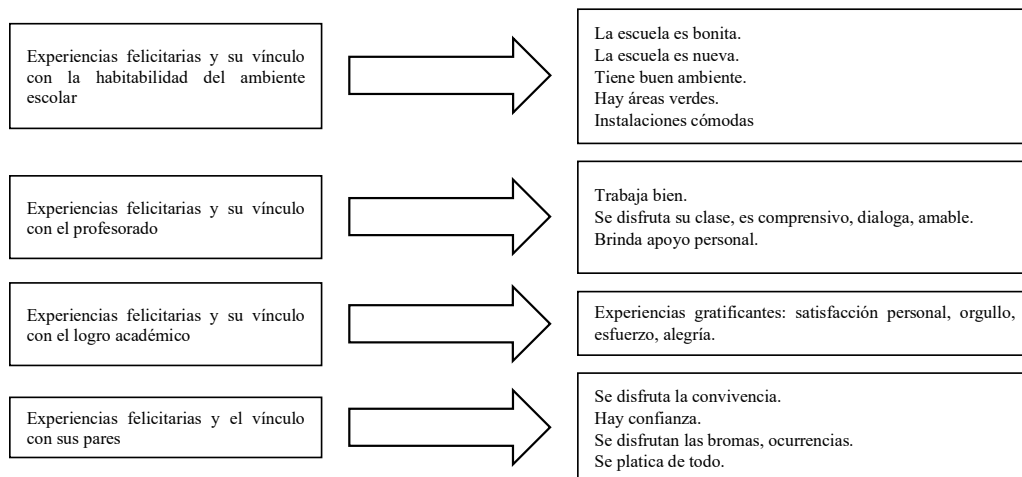 Experiencias felicitarias y su vínculo
con la habitabilidad del ambiente
escolar
La escuela es bonita.
La escuela es nueva.
Tiene buen ambiente.
Hay áreas verdes.
Instalaciones cómodas
Experiencias felicitarias y su vínculo
con el profesorado
Trabaja bien.
Se disfruta su clase, es comprensivo, dialoga, amable.
Brinda apoyo personal.
Experiencias felicitarias y su vínculo
con el logro académico
Experiencias gratificantes: satisfacción personal, orgullo,
esfuerzo, alegría.
Experiencias felicitarias y el vínculo
con sus pares
Se disfruta la convivencia.
Hay confianza.
Se disfrutan las bromas, ocurrencias.
Se platica de todo.